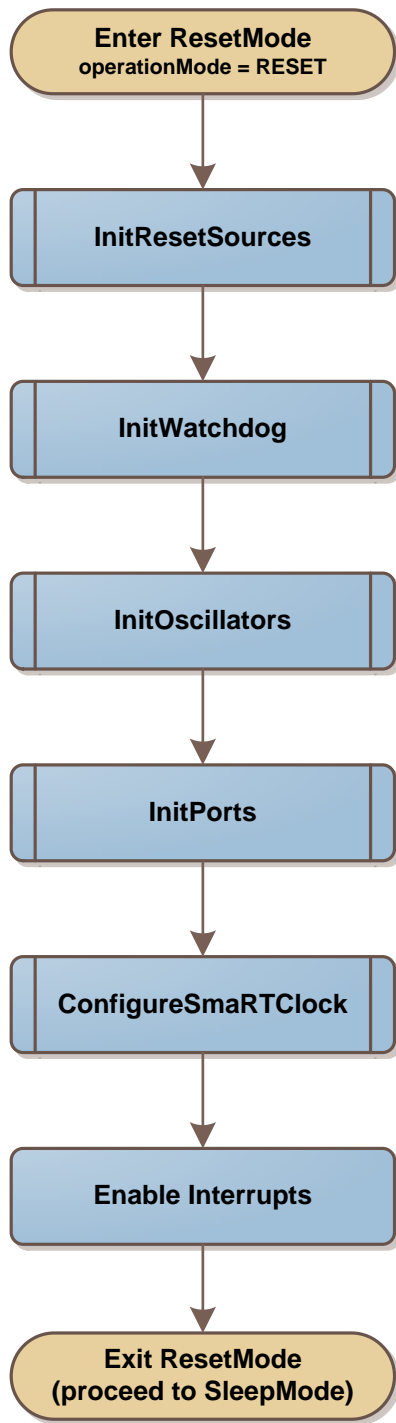 Enter ResetMode
operationMode = RESET
InitResetSources
InitWatchdog
InitOscillators
InitPorts
ConfigureSmaRTClock
Enable Interrupts
Exit ResetMode
(proceed to SleepMode)